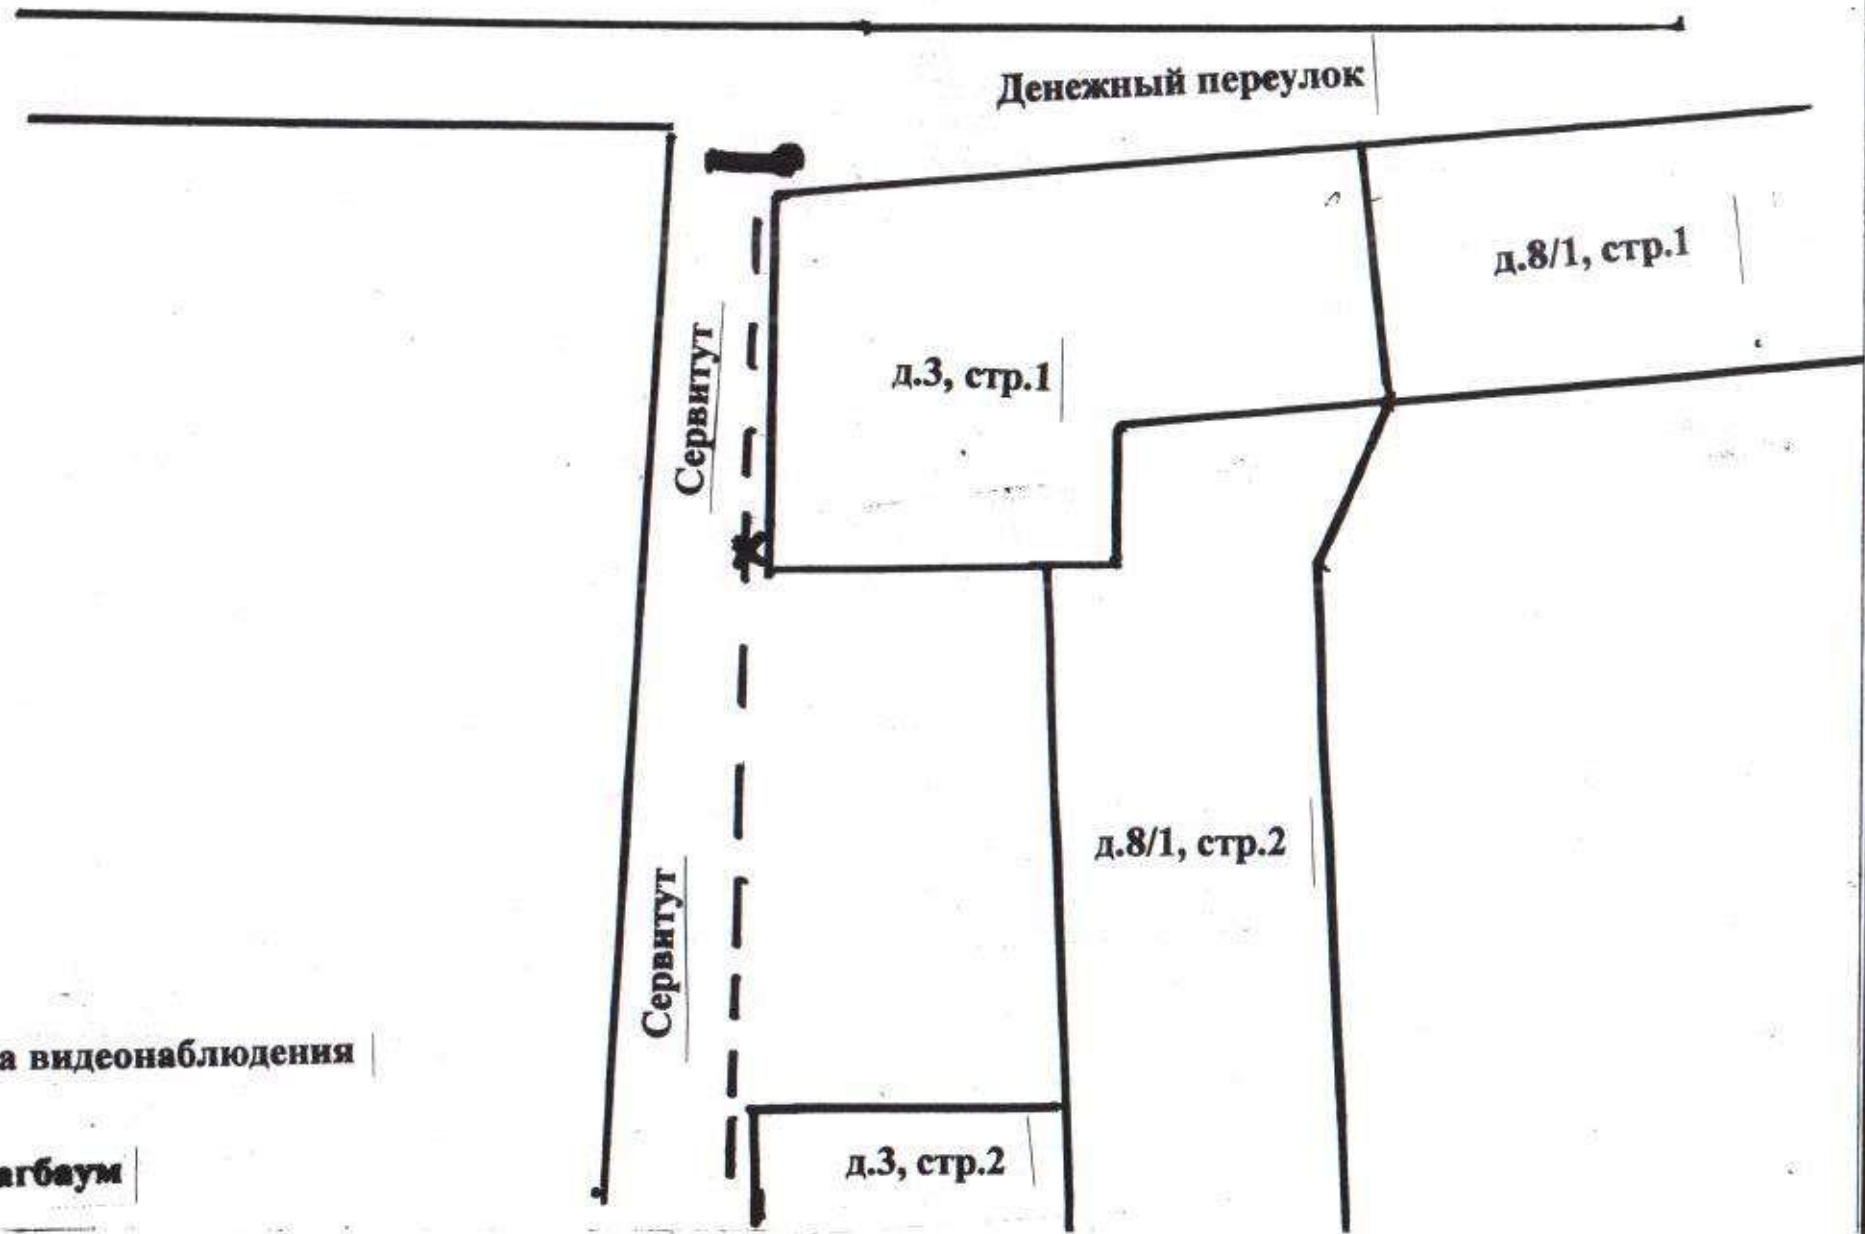 Денежный переулок
д.8/1, стр.1
Сервитут
д.3, стр.1
д.8/1, стр.2
Сервитут
а видеонаблюдения
д.3, стр.2
агбаум